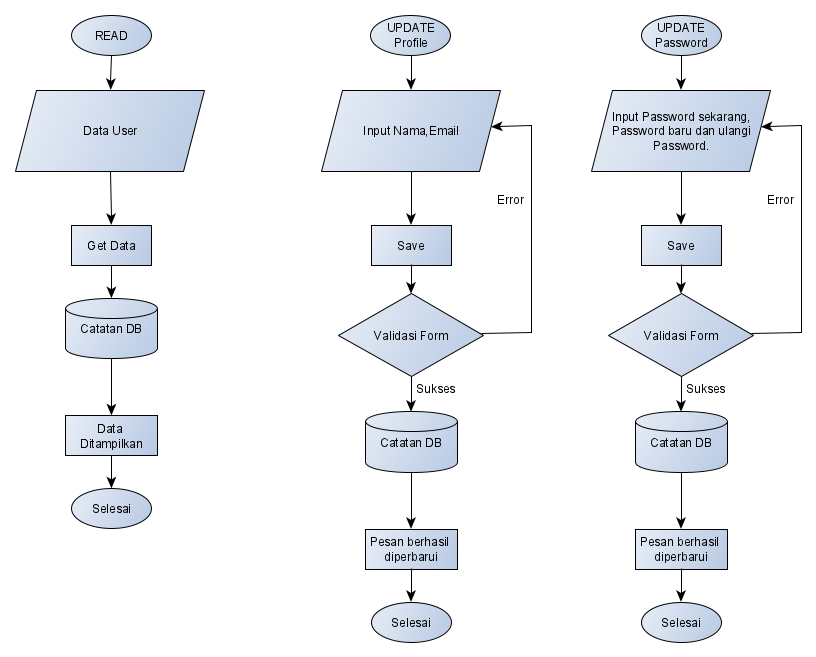 READ
Data User
Get Data
Catatan DB
Data
Ditampilkan
Selesai
UPDATE
Profile
Input Nama,Email
Error
Save
Validasi Form
Sukses
Catatan DB
Pesan berhasil
diperbarui
Selesai
UPDATE
Password
Input Password sekarang,
Password baru dan ulangi
Password.
Error
Save
Validasi Form
Sukses
Catatan DB
Pesan berhasil
diperbarui
Selesai